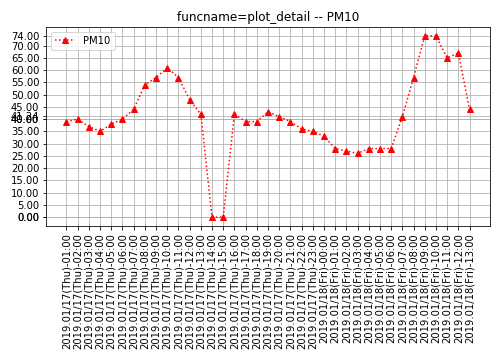 funcname=plot_detail -- PM10
PM10
74.00
70.00
65.00
60.00
55.00
50.00
45.00
35.00
30.00
25.00
20.00
15.00
10.00
5.00
0.00
2019.01/17(Thu)-01:00
2019.01/17(Thu)-02:00
2019.01/17(Thu)-03:00
2019.01/17(Thu)-04:00
2019.01/17(Thu)-05:00
2019.01/17(Thu)-06:00
2019.01/17(Thu)-07:00
2019.01/17(Thu)-08:00
2019.01/17(Thu)-09:00
2019.01/17(Thu)-10:00
2019.01/17(Thu)-11:00
2019.01/17(Thu)-12:00
2019.01/17(Thu)-13:00
2019.01/17(Thu)-14:00
2019.01/17(Thu)-15:00
2019.01/17(Thu)-16:00
2019.01/17(Thu)-17:00
2019.01/17(Thu)-18:00
2019.01/17(Thu)-19:00
2019.01/17(Thu)-20:00
2019.01/17(Thu)-21:00
2019.01/17(Thu)-22:00
2019.01/17(Thu)-23:00
2019.01/18(Fri)-00:00
2019.01/18(Fri)-01:00
2019.01/18(Fri)-02:00
2019.01/18(Fri)-03:00
2019.01/18(Fri)-04:00
2019.01/18(Fri)-05:00
2019.01/18(Fri)-06:00
2019.01/18(Fri)-07:00
2019.01/18(Fri)-08:00
2019.01/18(Fri)-09:00
2019.01/18(Fri)-10:00
2019.01/18(Fri)-11:00
2019.01/18(Fri)-12:00
2019.01/18(Fri)-13:00